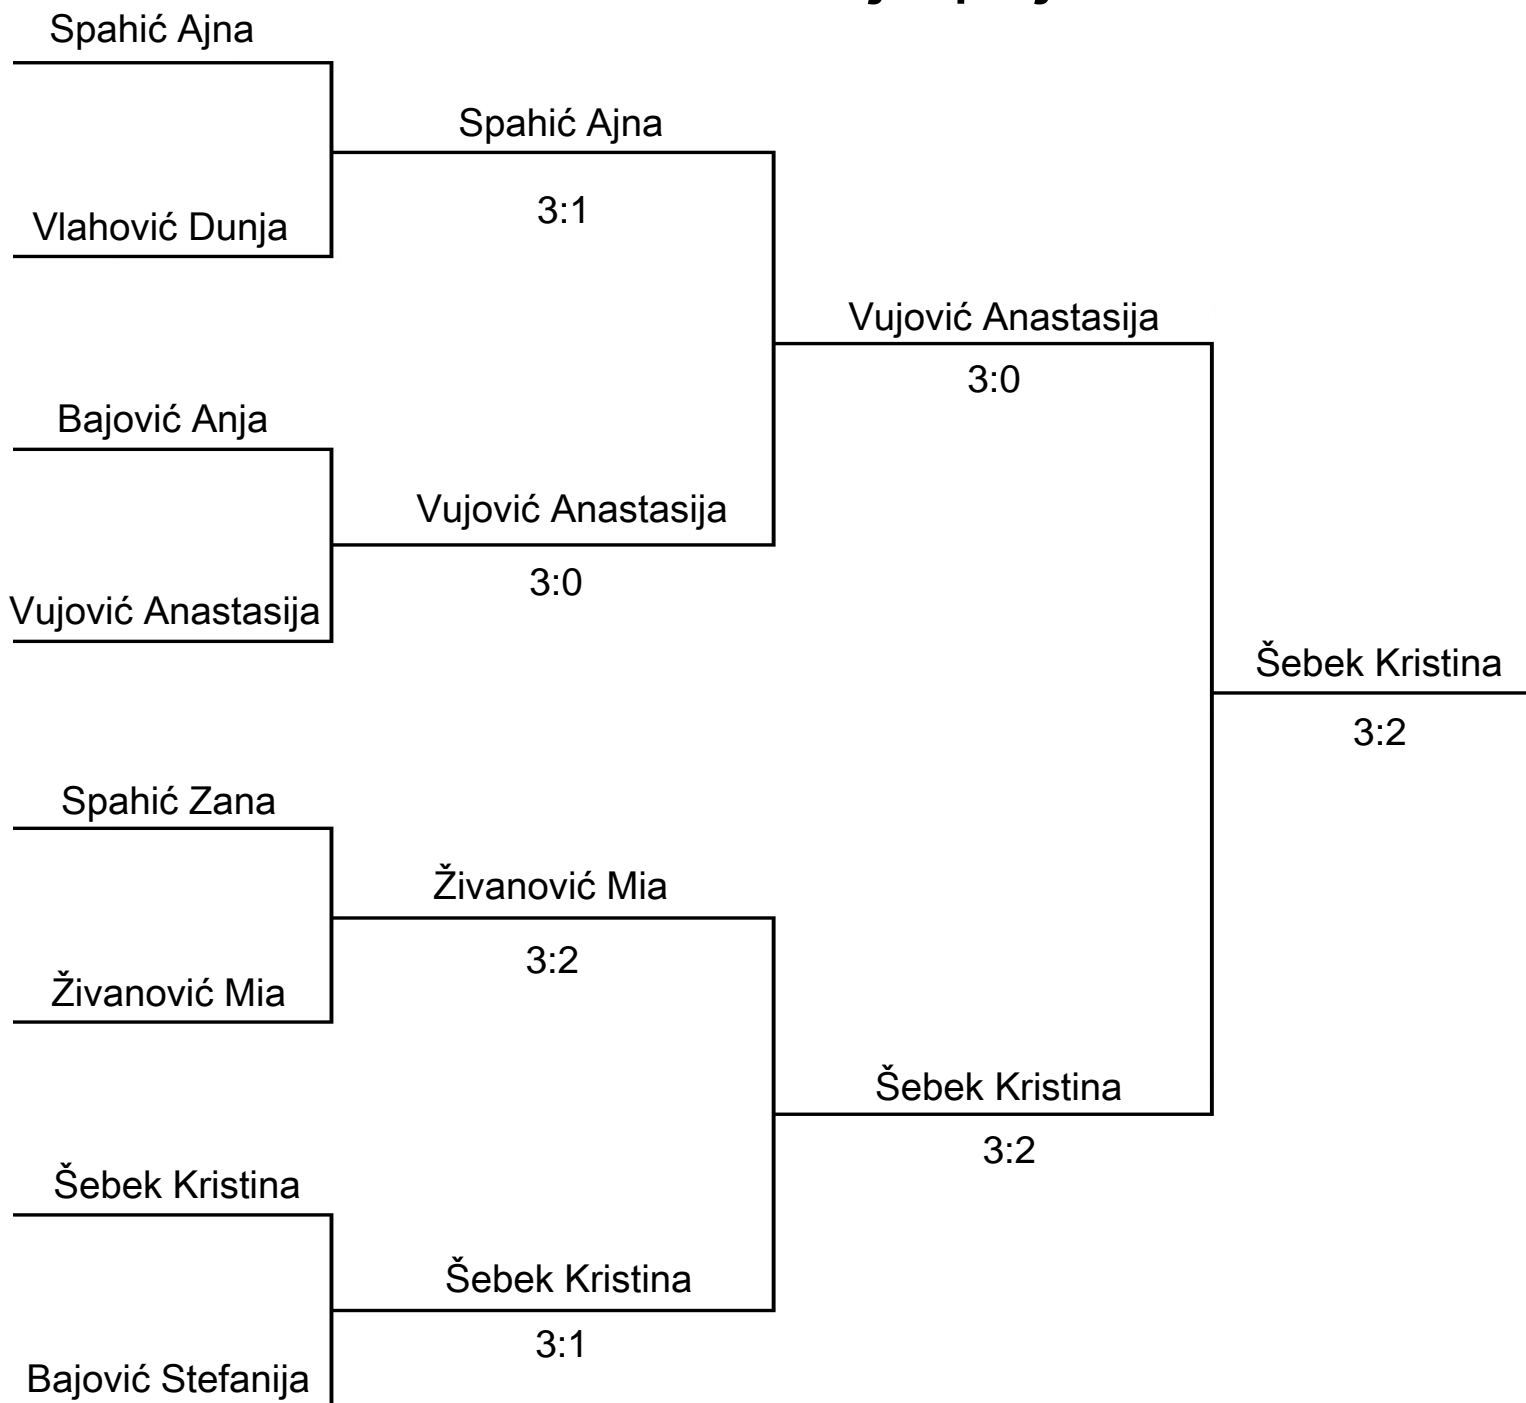 Spahić Ajna
Spahić Ajna
3:1
Vlahović Dunja
Vujović Anastasija
3:0
Bajović Anja
Vujović Anastasija
3:0
Vujović Anastasija
Šebek Kristina
3:2
Spahić Zana
Živanović Mia
3:2
Živanović Mia
Šebek Kristina
3:2
Šebek Kristina
Šebek Kristina
3:1
Bajović Stefanija